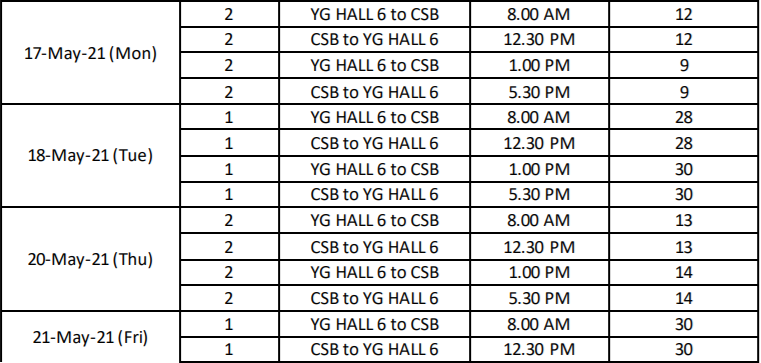 17-May-21 (Mon)
2 YG HALL 6 to CSB 8.00 AM 12
2 CSB to YG HALL 6 12.30 PM 12
2 YG HALL 6 to CSB 1.00 PM 9
2 CSB to YG HALL 6 5.30 PM 9
18-May-21 (Tue)
1 YG HALL 6 to CSB 8.00 AM 28
1 CSB to YG HALL 6 12.30 PM 28
1 YG HALL 6 to CSB 1.00 PM 30
1 CSB to YG HALL 6 5.30 PM 30
20-May-21 (Thu)
2 YG HALL 6 to CSB 8.00 AM 13
2 CSB to YG HALL 6 12.30 PM 13
2 YG HALL 6 to CSB 1.00 PM 14
2 CSB to YG HALL 6 5.30 PM 14
21-May-21 (Fri)
1 YG HALL 6 to CSB 8.00 AM 30
1 CSB to YG HALL 6 12.30 PM 30